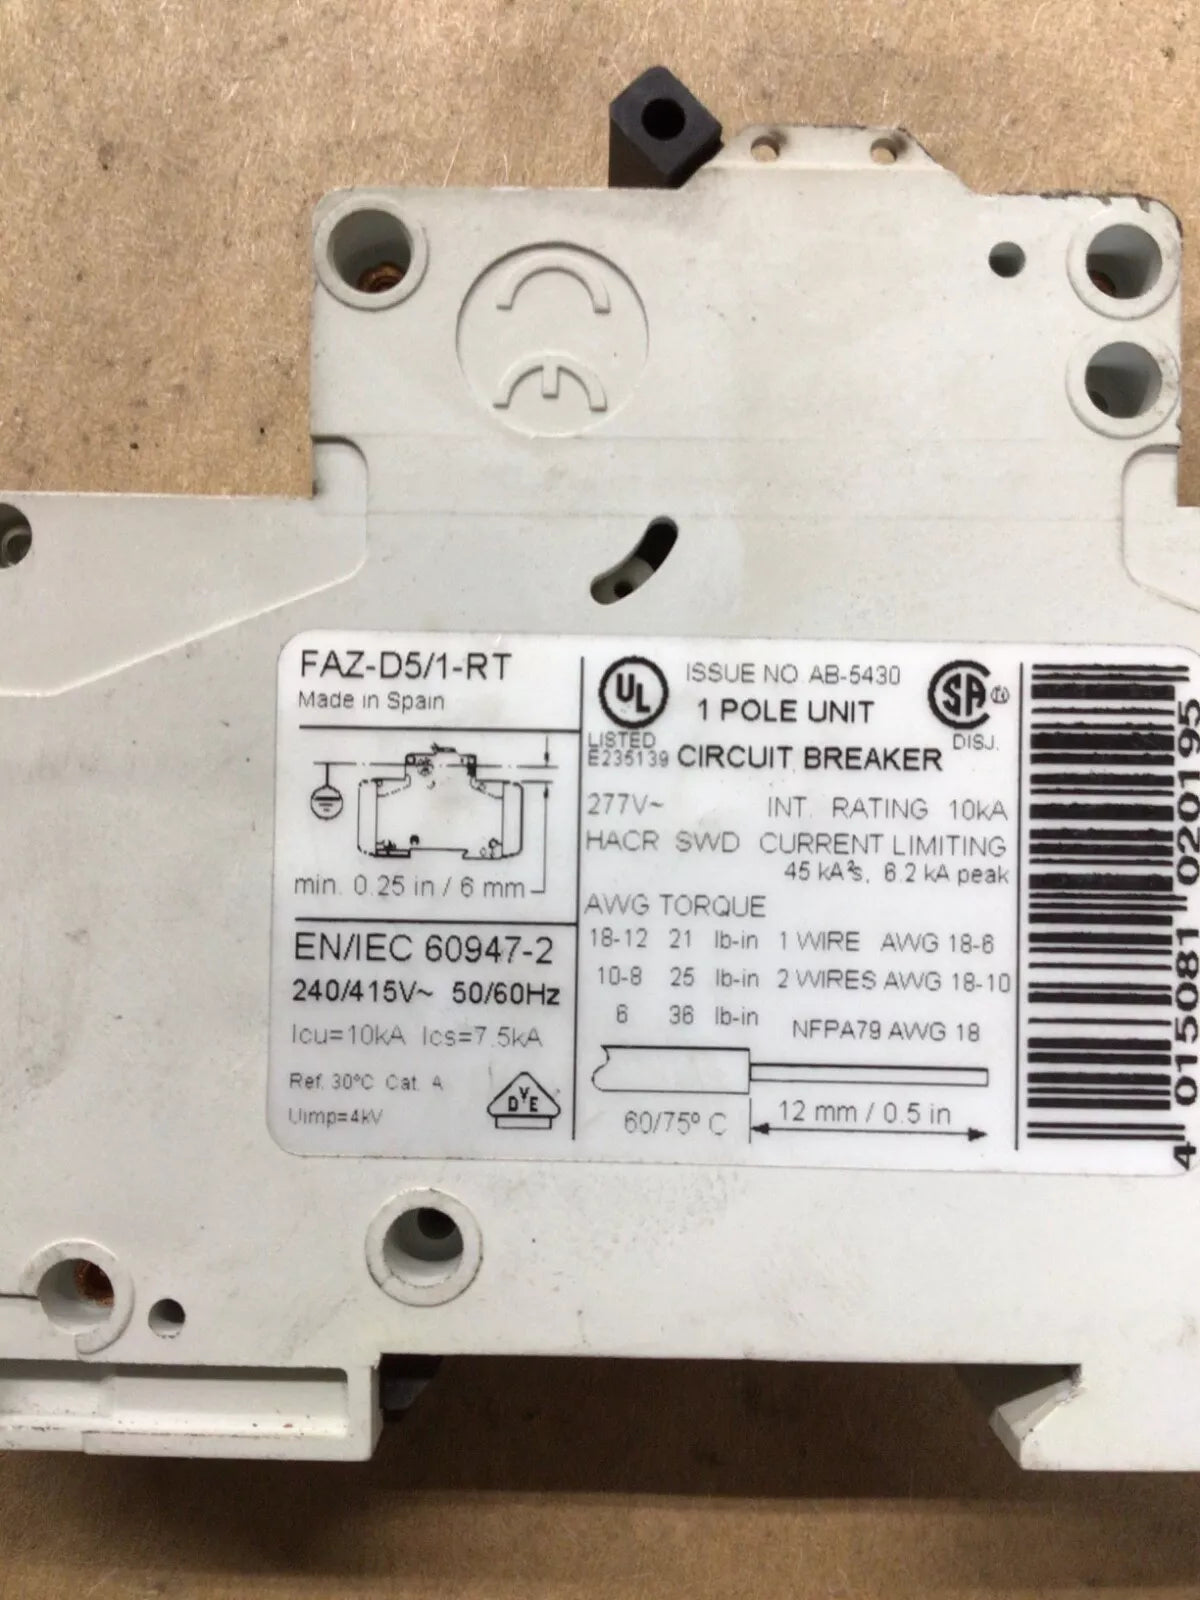 CE
FAZ-D5/1-RT
Made in Spain
min. 0.25 in / 6 mm
EN/IEC 60947-2
240/415V~ 50/60Hz
Icu=10kA Ics=7.5kA
Ref. 30°C Cat. A
Uimp=4kV
DVE
UL
LISTED
E235139
ISSUE NO. AB-5430
1 POLE UNIT
CIRCUIT BREAKER
SA
DISJ.
277V~ INT. RATING 10kA
HACR SWD CURRENT LIMITING
45 kA²s, 6.2 kA peak
AWG TORQUE
18-12 21 lb-in 1 WIRE AWG 18-6
10-8 25 lb-in 2 WIRES AWG 18-10
6 36 lb-in NFPA79 AWG 18
60/75° C
12 mm / 0.5 in
4 015081 020195